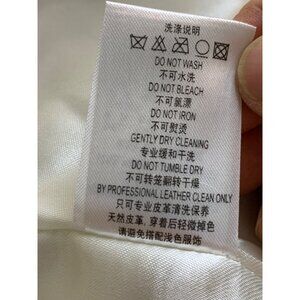 洗涤说明
DO NOT WASH
不可水洗
DO NOT BLEACH
不可氯漂
DO NOT IRON
不可熨烫
GENTLY DRY CLEANING
专业缓和干洗
DO NOT TUMBLE DRY
不可转笼翻转干燥
BY PROFESSIONAL LEATHER CLEAN ONLY
只可专业皮革清洗保养
天然皮革,穿着后轻微掉色
请避免搭配浅色服饰